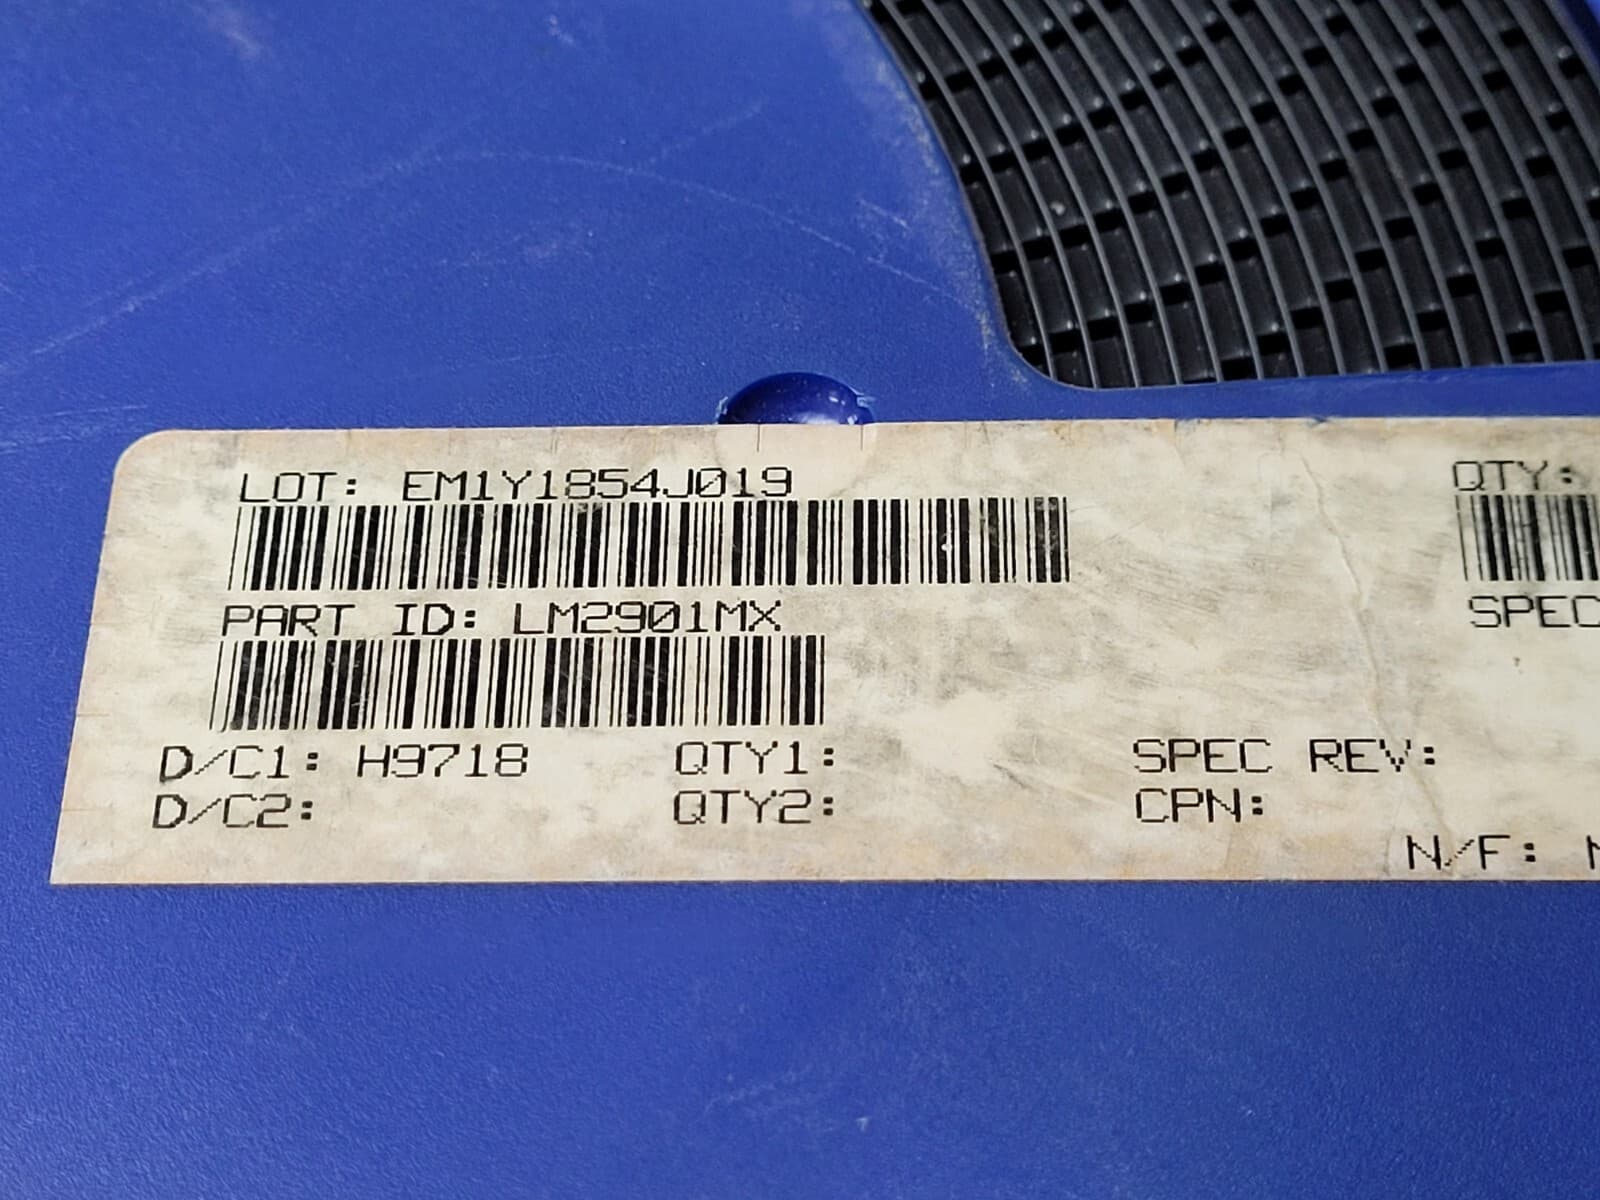 LOT: EM1Y1854J019
QTY:
PART ID: LM2901MX
SPEC
D/C1: H9718 QTY1: SPEC REV:
D/C2: QTY2: CPN:
N/F: